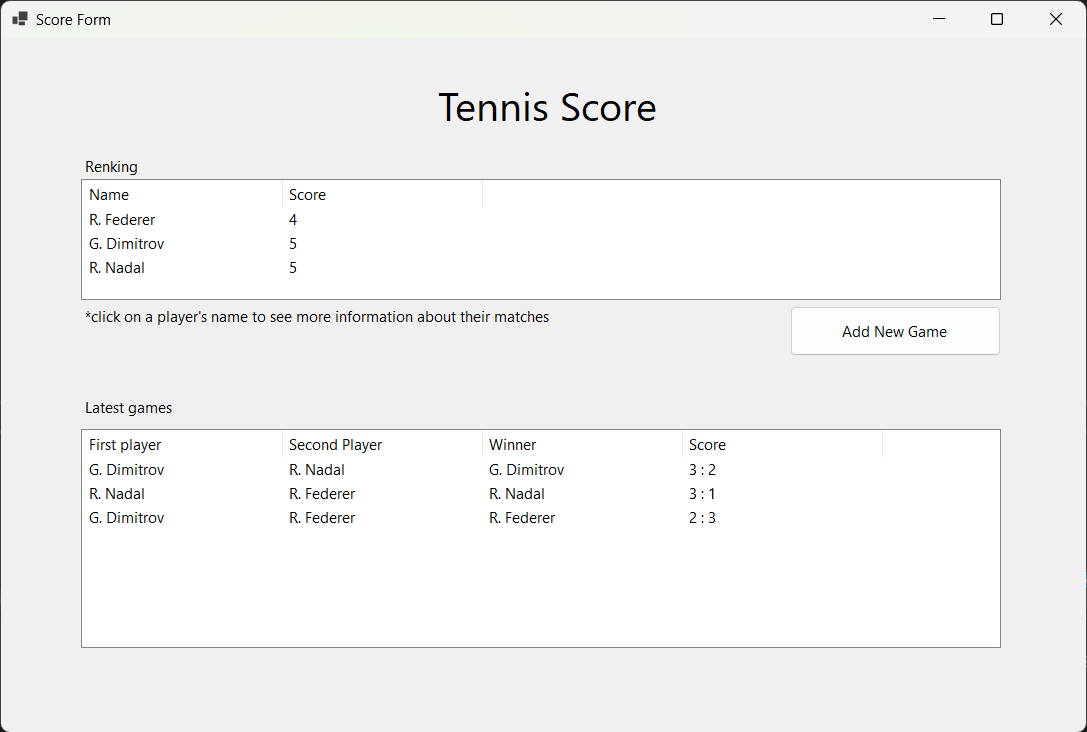 Score Form
Tennis Score
Renking
Name Score
R. Federer 4
G. Dimitrov 5
R. Nadal 5
*click on a player's name to see more information about their matches
Add New Game
Latest games
First player Second Player Winner Score
G. Dimitrov R. Nadal G. Dimitrov 3 : 2
R. Nadal R. Federer R. Nadal 3 : 1
G. Dimitrov R. Federer R. Federer 2 : 3